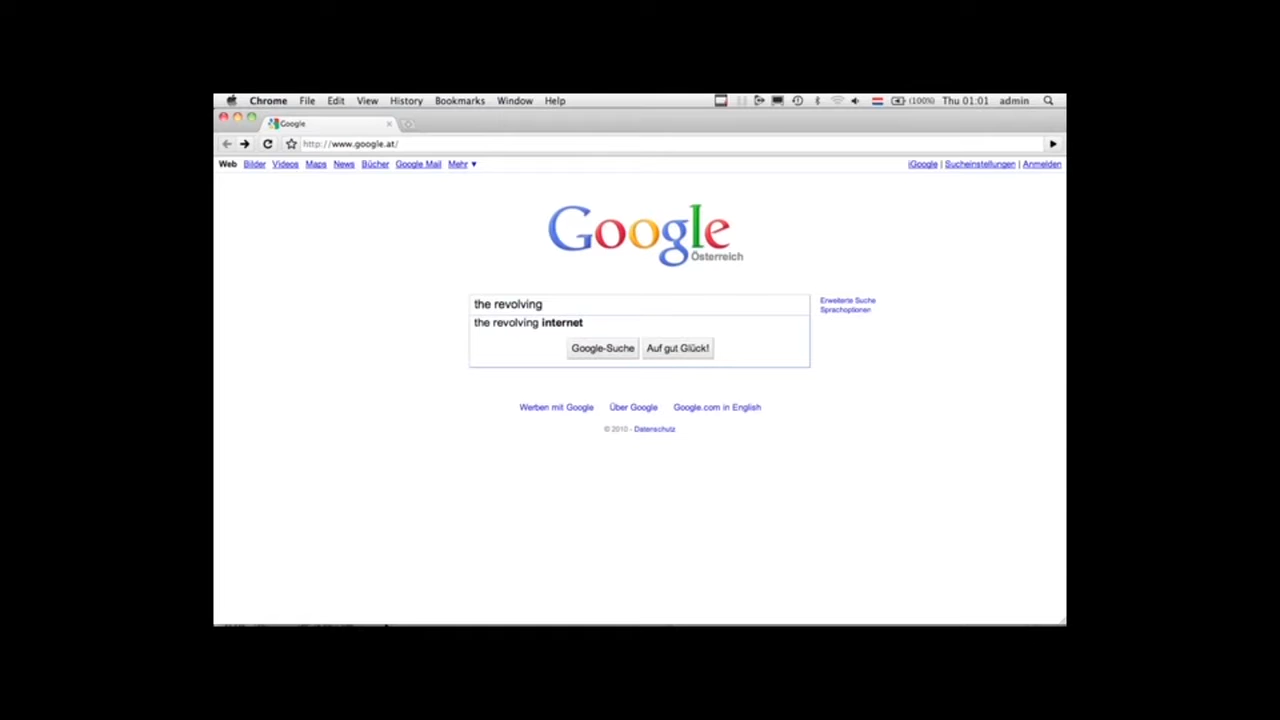 Chrome File Edit View History Bookmarks Window Help (100%) Thu 01:01 admin
Google
http://www.google.at/
Web Bilder Videos Maps News Bücher Google Mail Mehr ▼ iGoogle | Sucheinstellungen | Anmelden
Google
Österreich
the revolving
the revolving internet
Google-Suche Auf gut Glück!
Erweiterte Suche
Sprachoptionen
Werben mit Google Über Google Google.com in English
© 2010 - Datenschutz